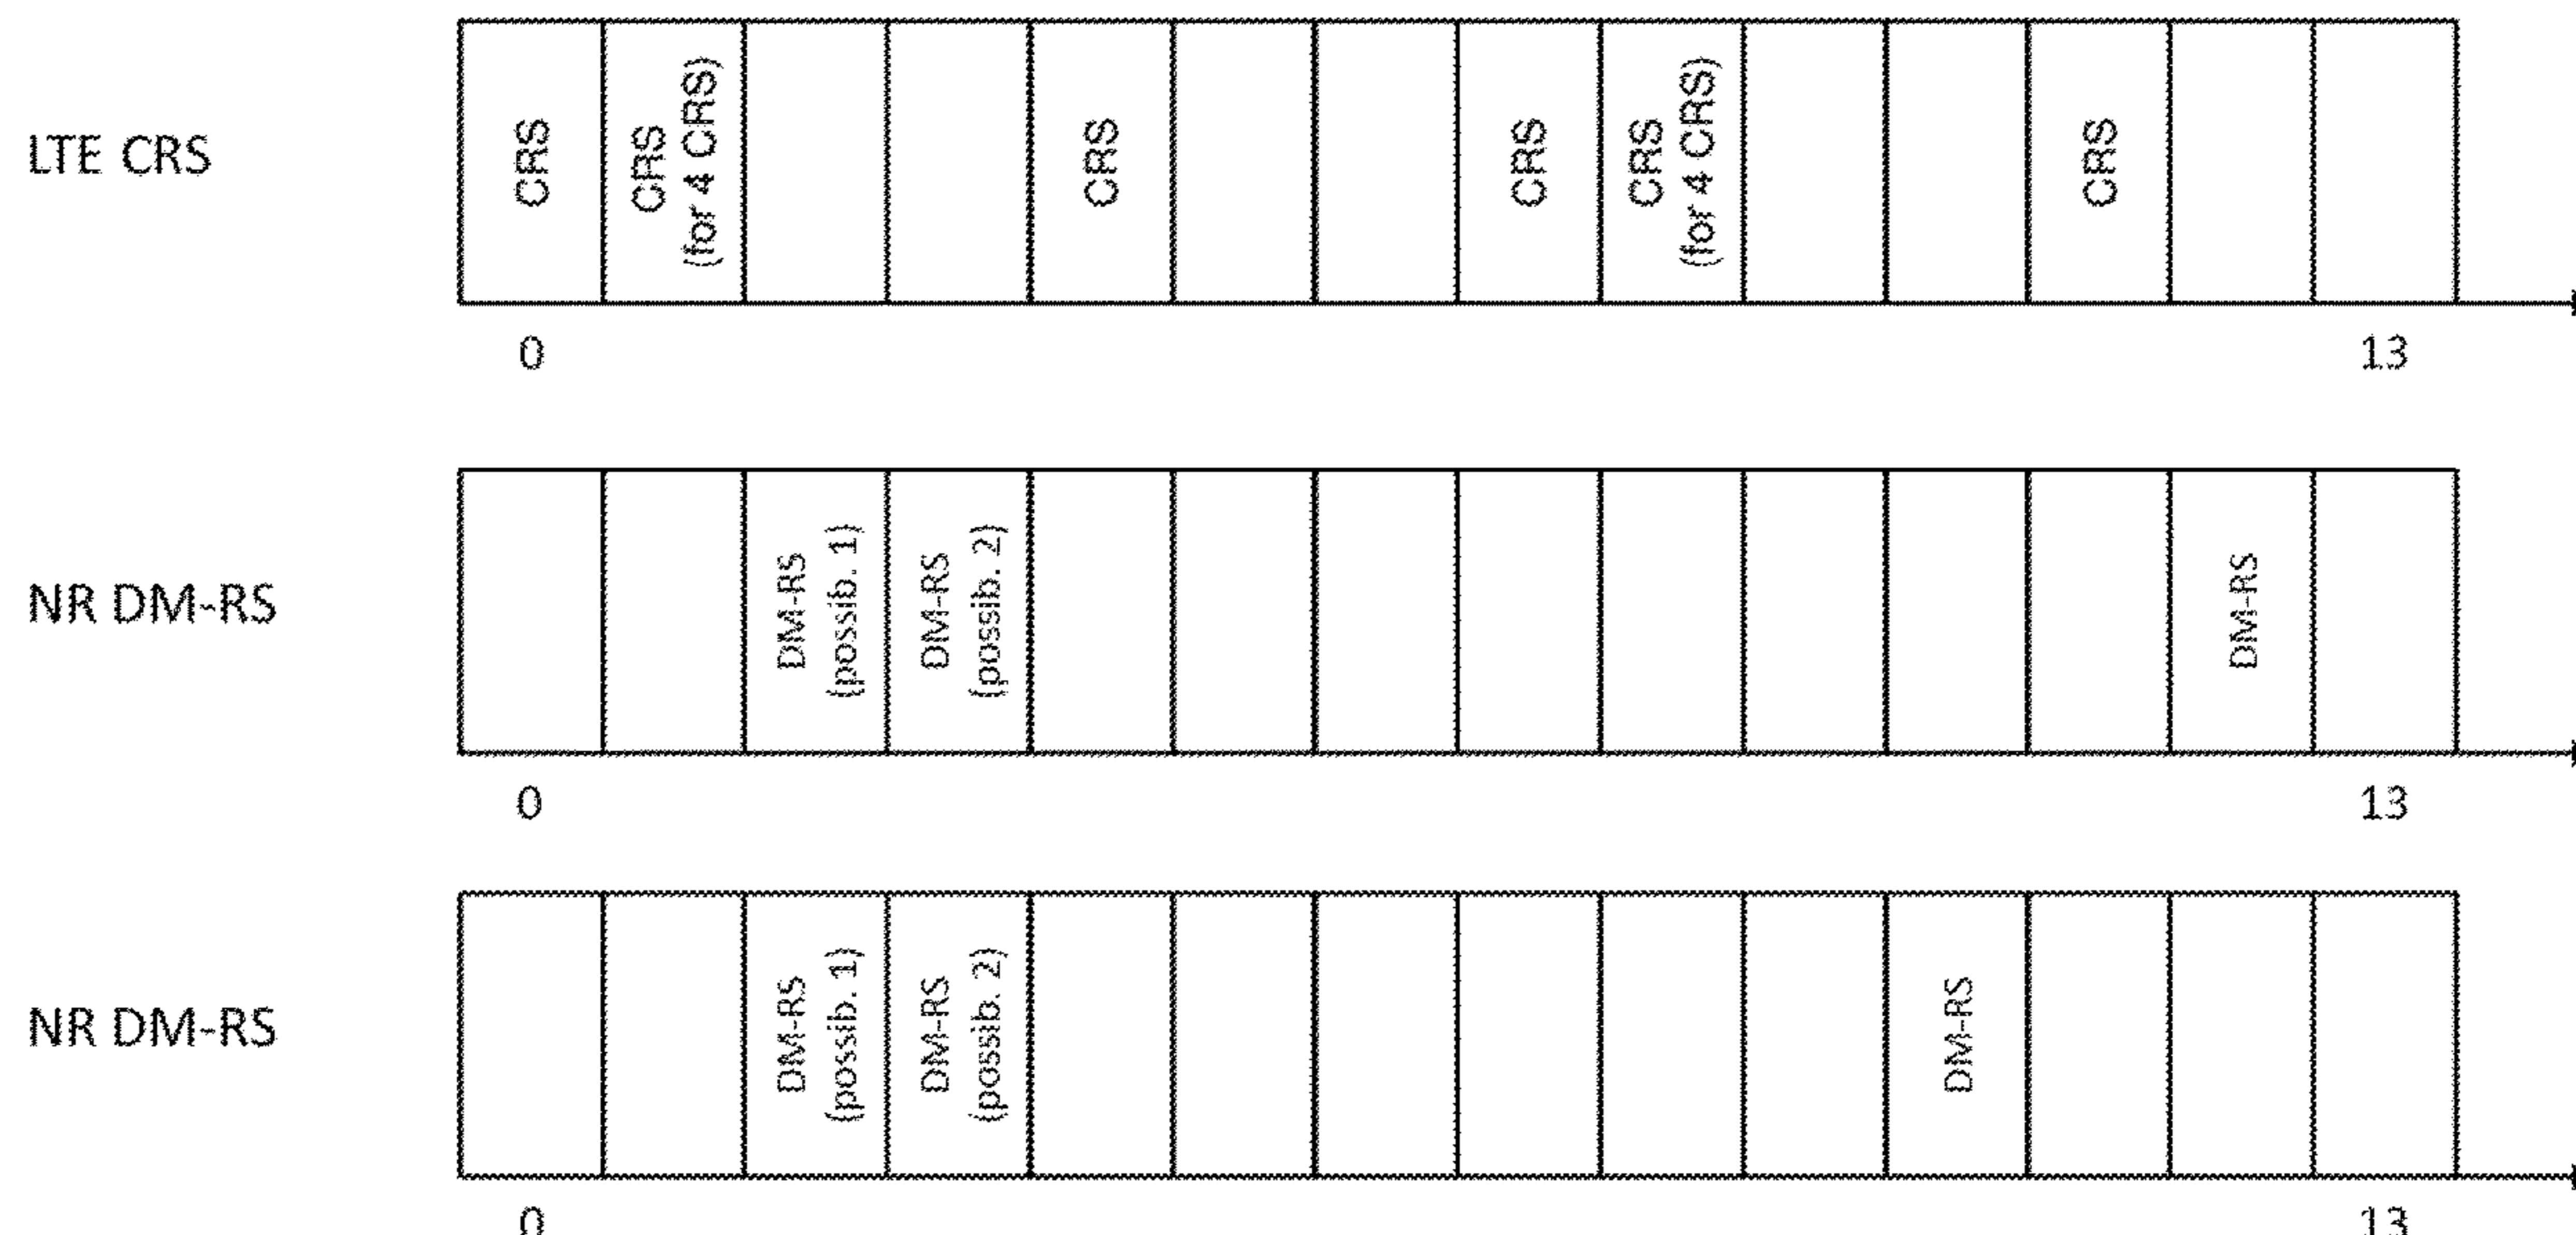 LTE CRS
CRS
CRS
(for 4 CRS)
CRS
CRS
CRS
(for 4 CRS)
CRS
0
13
NR DM-RS
DM-RS
(possib. 1)
DM-RS
(possib. 2)
DM-RS
0
13
NR DM-RS
DM-RS
(possib. 1)
DM-RS
(possib. 2)
DM-RS
0
13